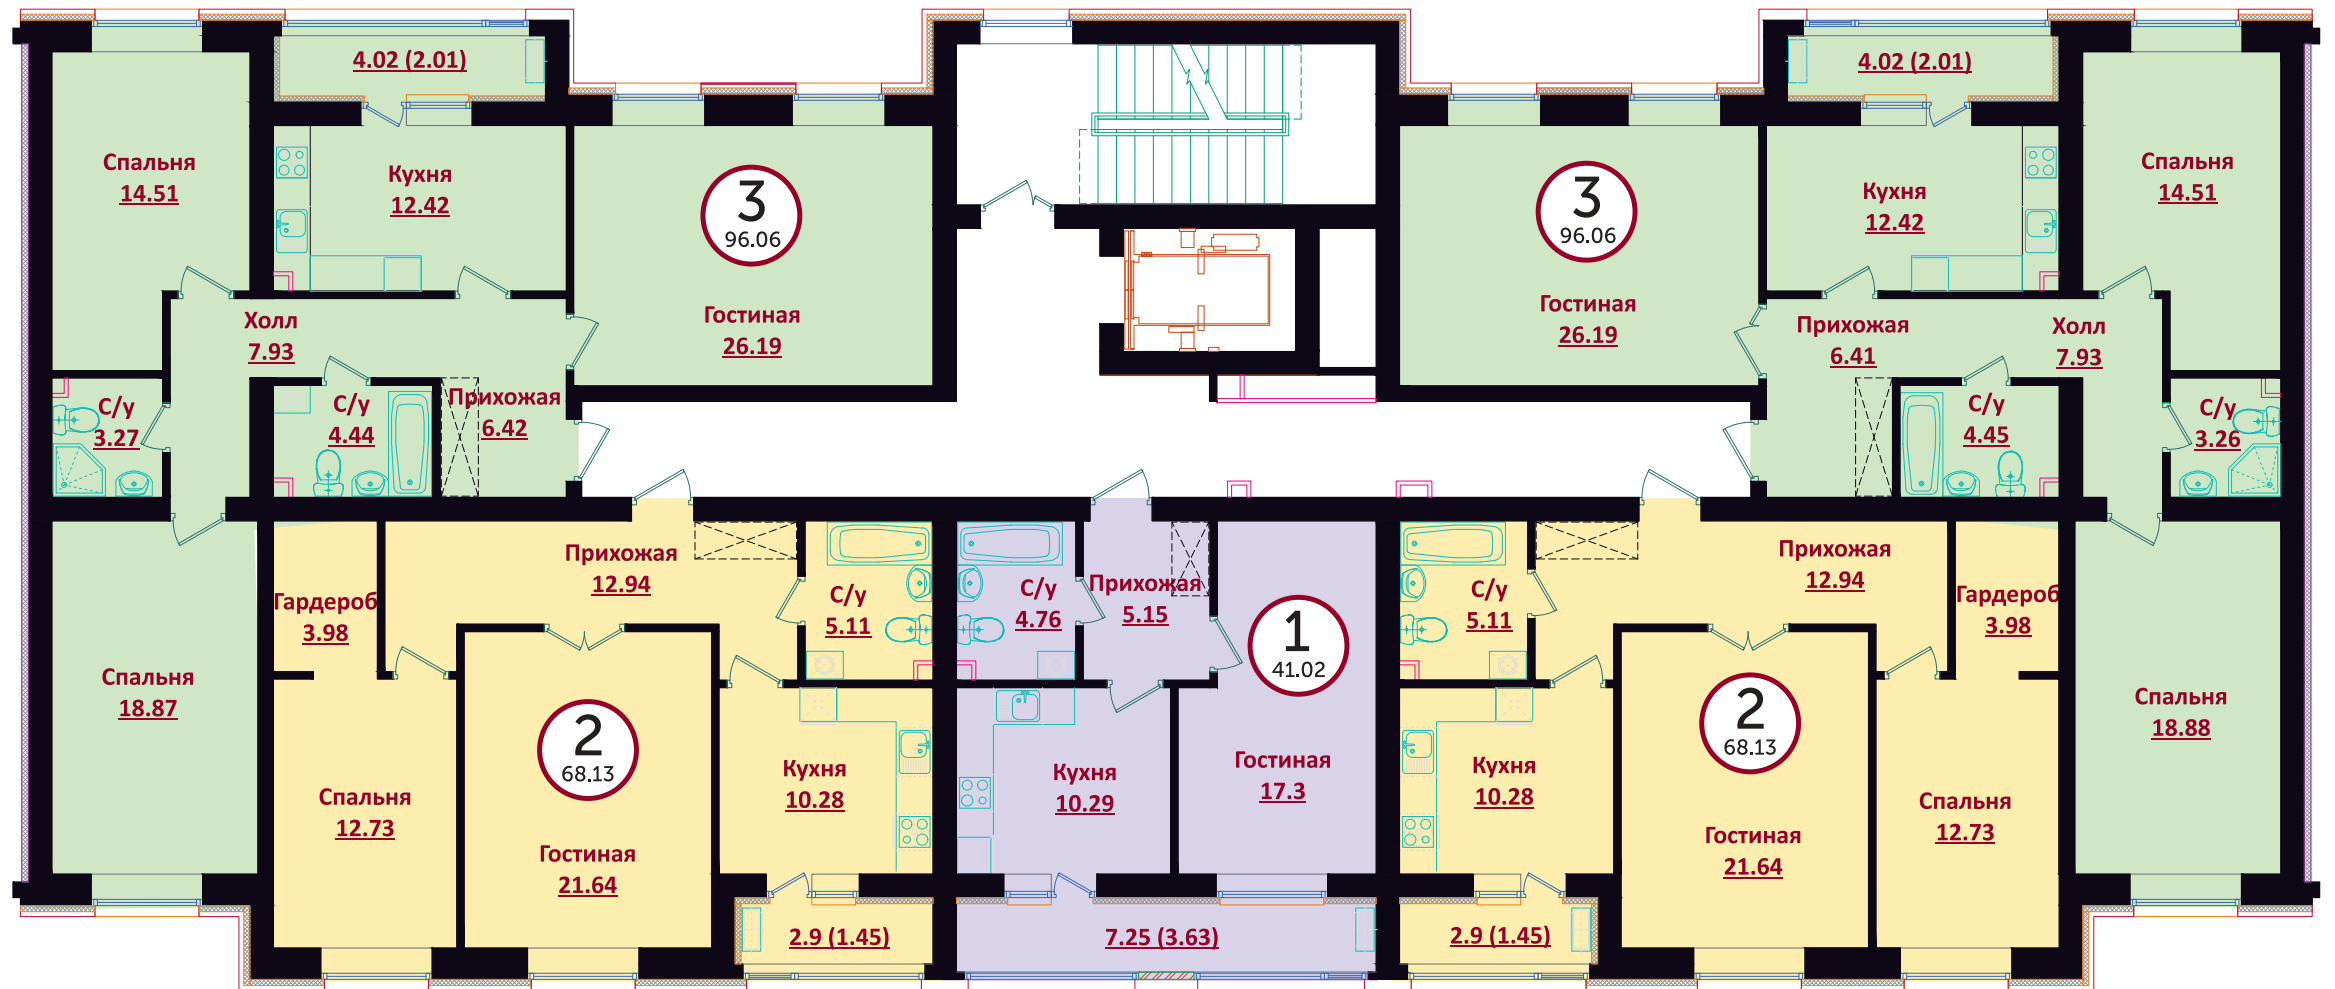 4.02 (2.01)
Спальня
14.51
Кухня
12.42
3
96.06
Гостиная
26.19
Холл
7.93
С/у
3.27
С/у
4.44
Прихожая
6.42
Спальня
18.87
4.02 (2.01)
3
96.06
Гостиная
26.19
Кухня
12.42
Спальня
14.51
Прихожая
6.41
Холл
7.93
С/у
4.45
С/у
3.26
Спальня
18.88
Гардероб
3.98
Прихожая
12.94
С/у
5.11
Спальня
12.73
2
68.13
Гостиная
21.64
Кухня
10.28
2.9 (1.45)
С/у
4.76
Прихожая
5.15
1
41.02
Кухня
10.29
Гостиная
17.3
7.25 (3.63)
С/у
5.11
Прихожая
12.94
Гардероб
3.98
Кухня
10.28
2
68.13
Гостиная
21.64
Спальня
12.73
2.9 (1.45)